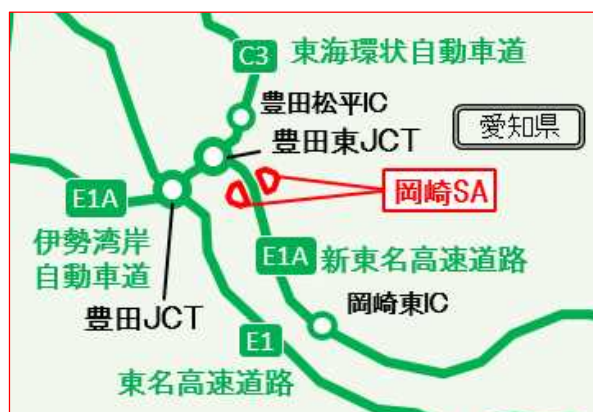 C3
東海環状自動車道
豊田松平IC
豊田東JCT
愛知県
E1A
岡崎SA
伊勢湾岸
自動車道
E1A
新東名高速道路
豊田JCT
岡崎東IC
E1
東名高速道路